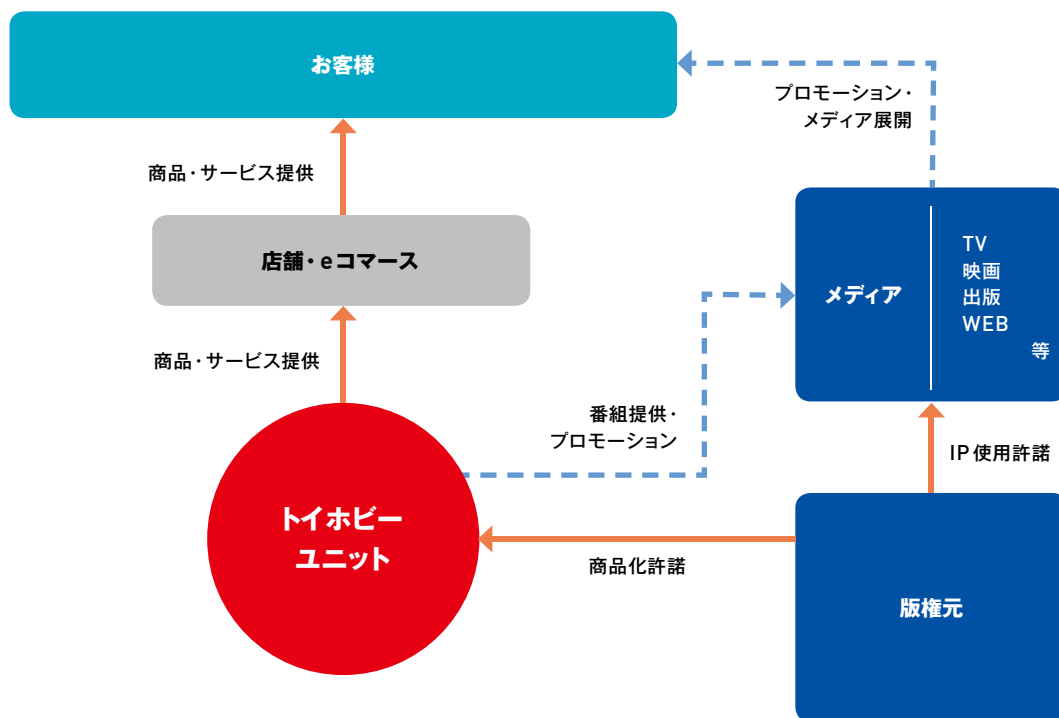 お客様
プロモーション・
メディア展開
商品・サービス提供
店舗・eコマース
メディア
TV
映画
出版
WEB
等
商品・サービス提供
番組提供・
プロモーション
IP使用許諾
トイホビー
ユニット
商品化許諾
版権元